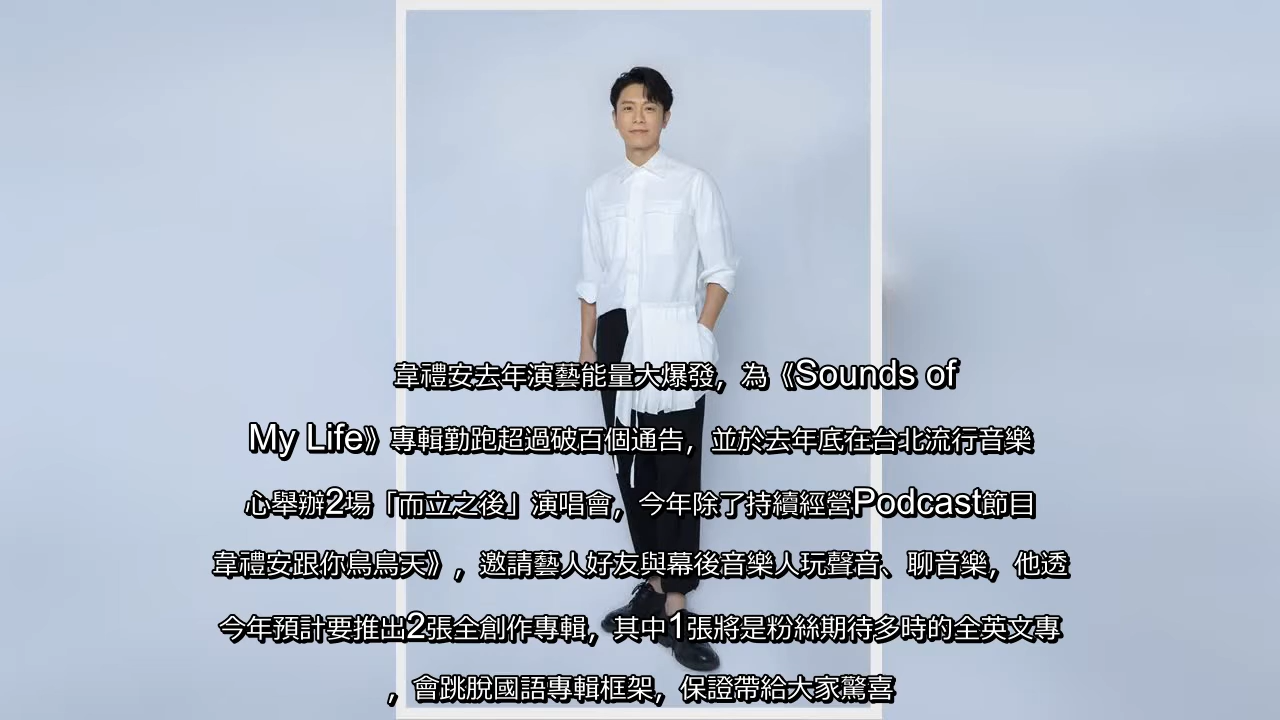 韋禮安去年演藝能量大爆發，為《Sounds of
My Life》專輯勤跑超過破百個通告，並於去年底在台北流行音樂
心舉辦2場「而立之後」演唱會，今年除了持續經營Podcast節目
韋禮安跟你鳥鳥天》，邀請藝人好友與幕後音樂人玩聲音、聊音樂，他透
今年預計要推出2張全創作專輯，其中1張將是粉絲期待多時的全英文專
，會跳脫國語專輯框架，保證帶給大家驚喜